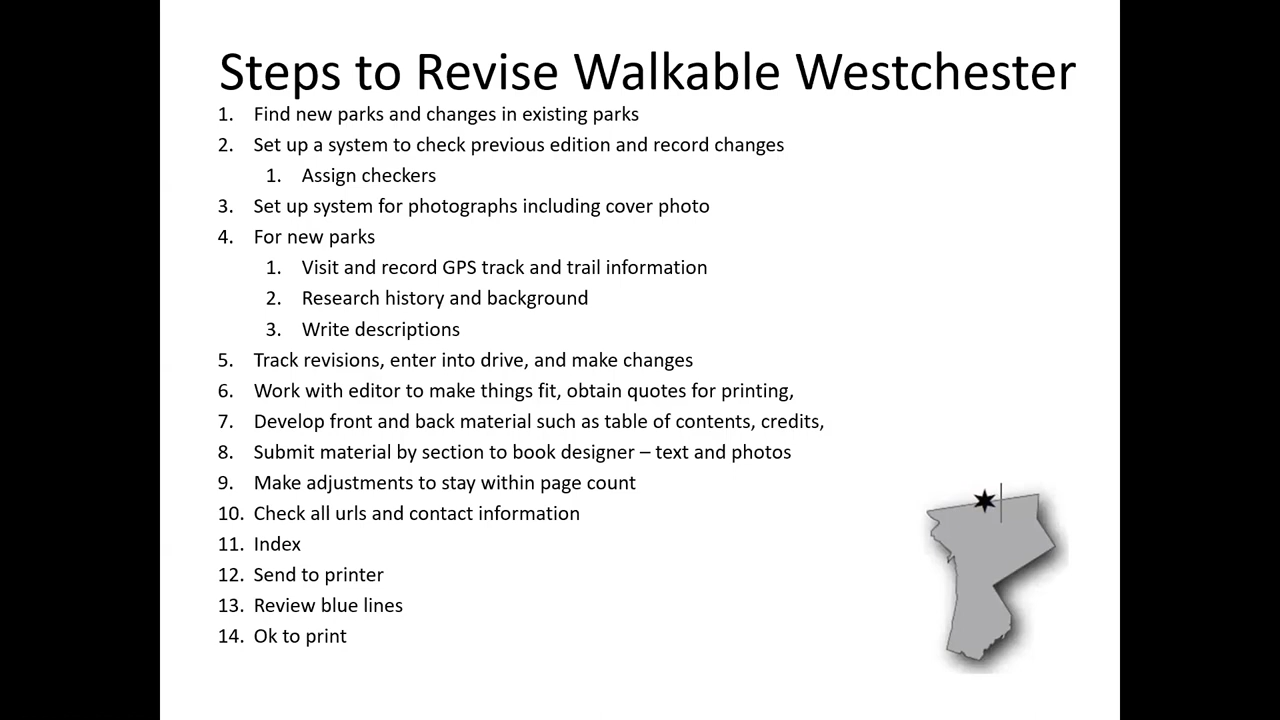 Steps to Revise Walkable Westchester
1. Find new parks and changes in existing parks
2. Set up a system to check previous edition and record changes
1. Assign checkers
3. Set up system for photographs including cover photo
4. For new parks
1. Visit and record GPS track and trail information
2. Research history and background
3. Write descriptions
5. Track revisions, enter into drive, and make changes
6. Work with editor to make things fit, obtain quotes for printing,
7. Develop front and back material such as table of contents, credits,
8. Submit material by section to book designer – text and photos
9. Make adjustments to stay within page count
10. Check all urls and contact information
11. Index
12. Send to printer
13. Review blue lines
14. Ok to print